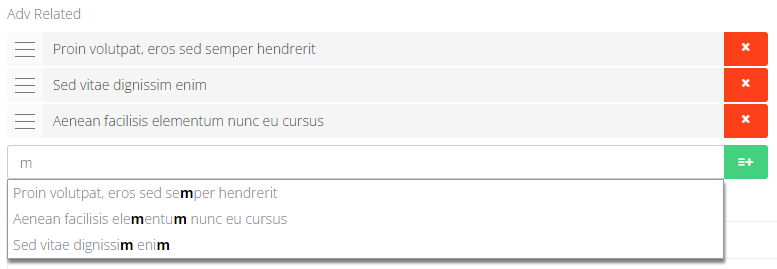 Adv Related
Proin volutpat, eros sed semper hendrerit
Sed vitae dignissim enim
Aenean facilisis elementum nunc eu cursus
m
Proin volutpat, eros sed semper hendrerit
Aenean facilisis elementum nunc eu cursus
Sed vitae dignissim enim